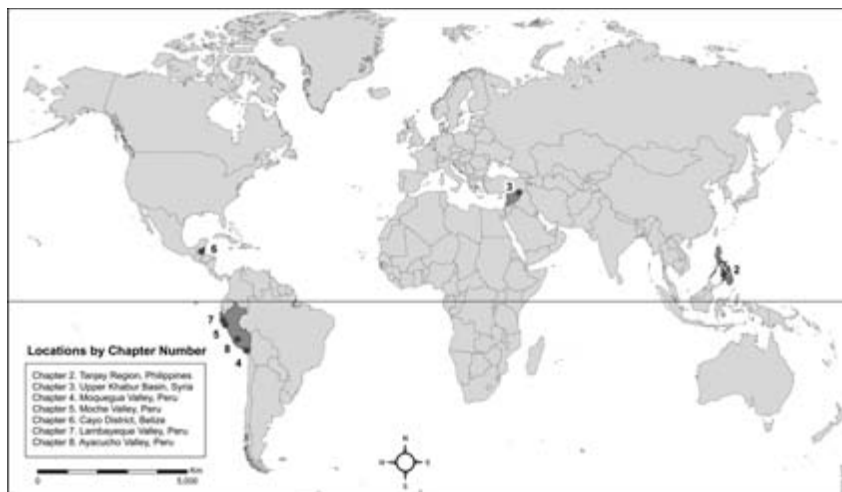 3
6
2
7
5
8
4
Locations by Chapter Number
Chapter 2. Tanjay Region, Philippines
Chapter 3. Upper Khabur Basin, Syria
Chapter 4. Moquegua Valley, Peru
Chapter 5. Moche Valley, Peru
Chapter 6. Cayo District, Belize
Chapter 7. Lambayeque Valley, Peru
Chapter 8. Ayacucho Valley, Peru
Km
0 5,000
N
W E
S